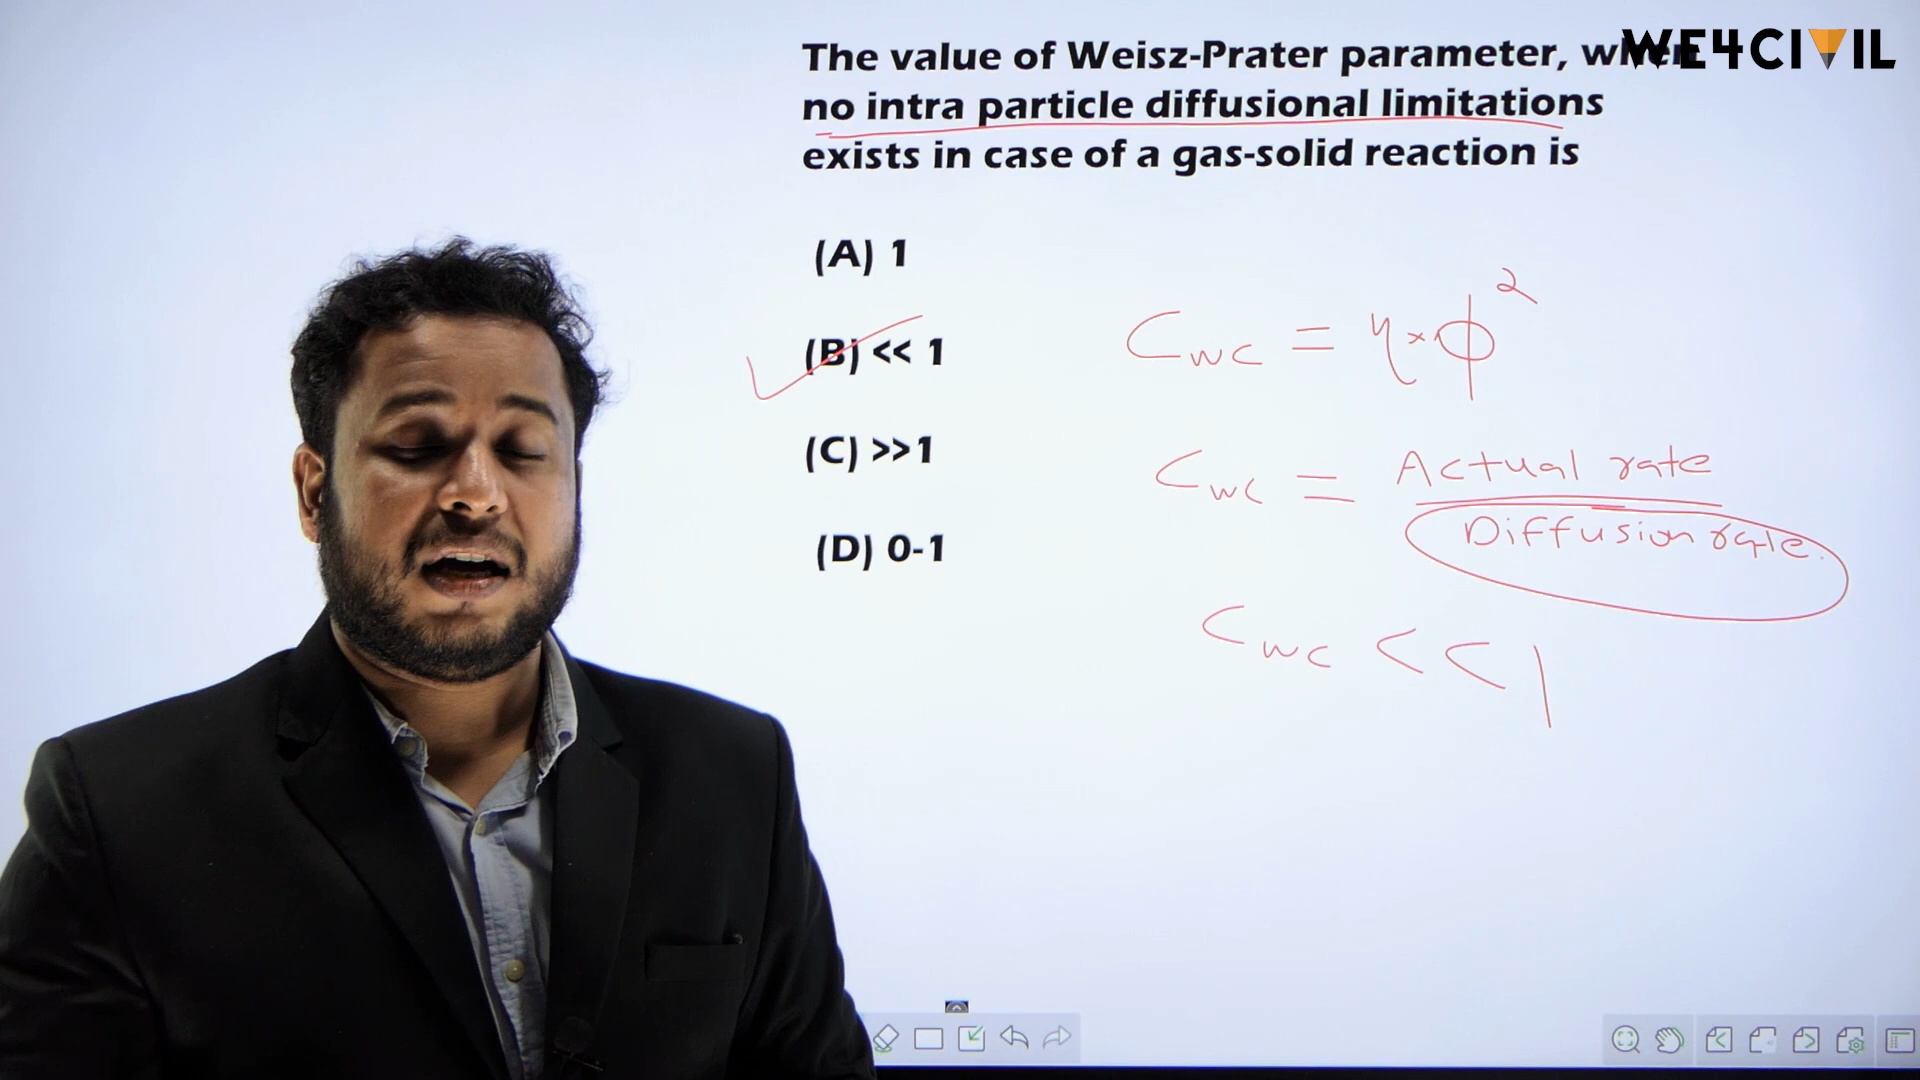 The value of Weisz-Prater parameter, when
no intra particle diffusional limitations
exists in case of a gas-solid reaction is
WE4CIVIL
(A) 1
(B) << 1
(C) >>1
(D) 0-1
Cwc = η×ϕ²
Cwc = Actual rate
Diffusion rate.
Cwc << 1